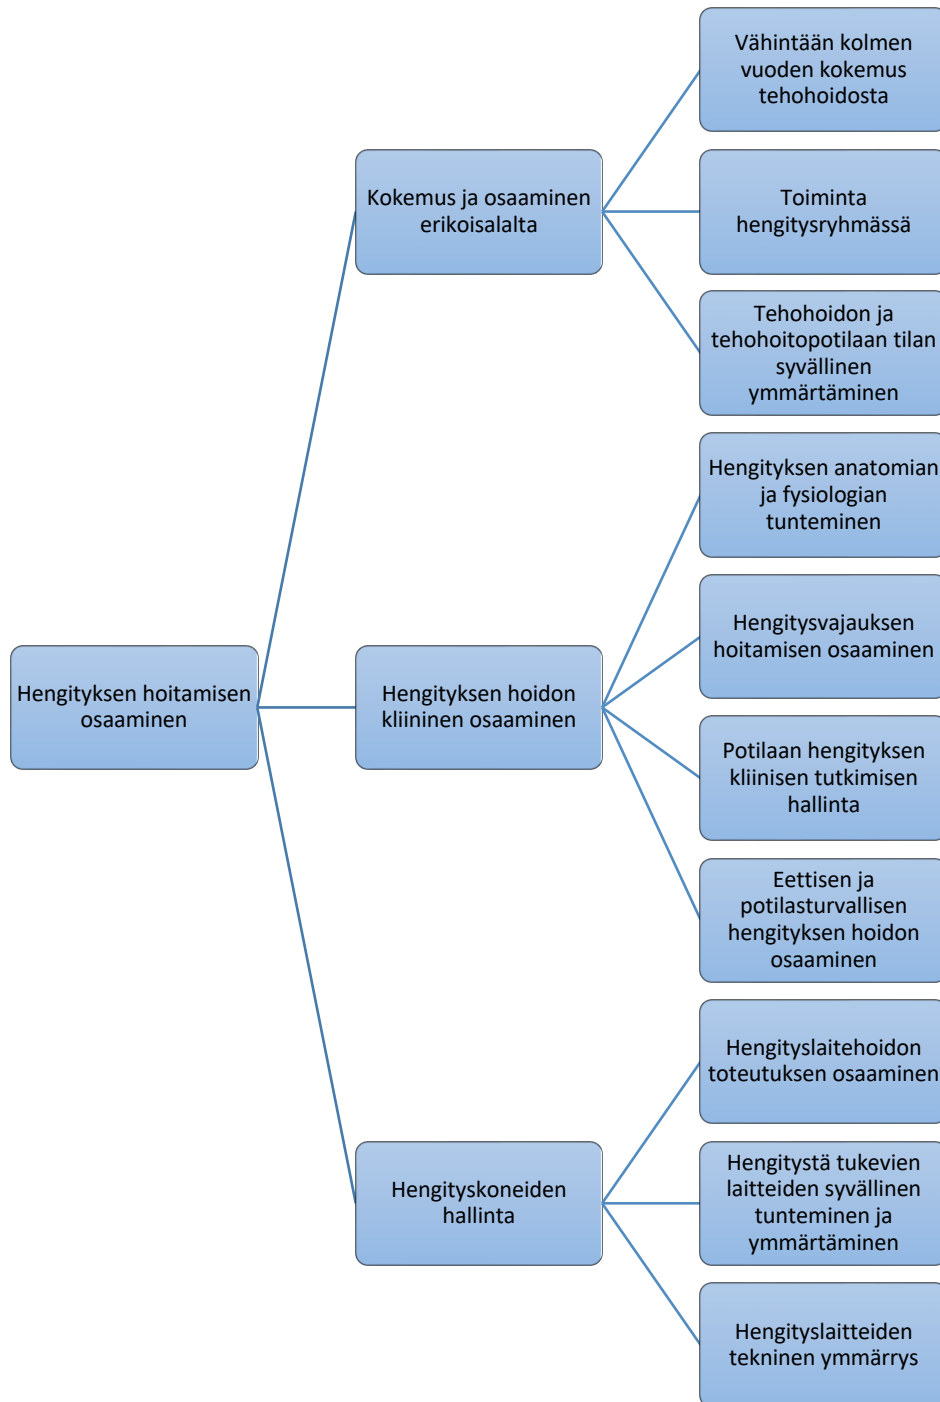 Vähintään kolmen
vuoden kokemus
tehohoidosta
Kokemus ja osaaminen
erikoisalalta
Toiminta
hengitysryhmässä
Tehohoidon ja
tehohoitopotilaan tilan
syvällinen
ymmärtäminen
Hengityksen anatomian
ja fysiologian
tunteminen
Hengitysvajauksen
hoitamisen osaaminen
Hengityksen hoitamisen
osaaminen
Hengityksen hoidon
kliininen osaaminen
Potilaan hengityksen
kliinisen tutkimisen
hallinta
Eettisen ja
potilasturvallisen
hengityksen hoidon
osaaminen
Hengityslaitehoidon
toteutuksen osaaminen
Hengityskoneiden
hallinta
Hengitystä tukevien
laitteiden syvällinen
tunteminen ja
ymmärtäminen
Hengityslaitteiden
tekninen ymmärrys